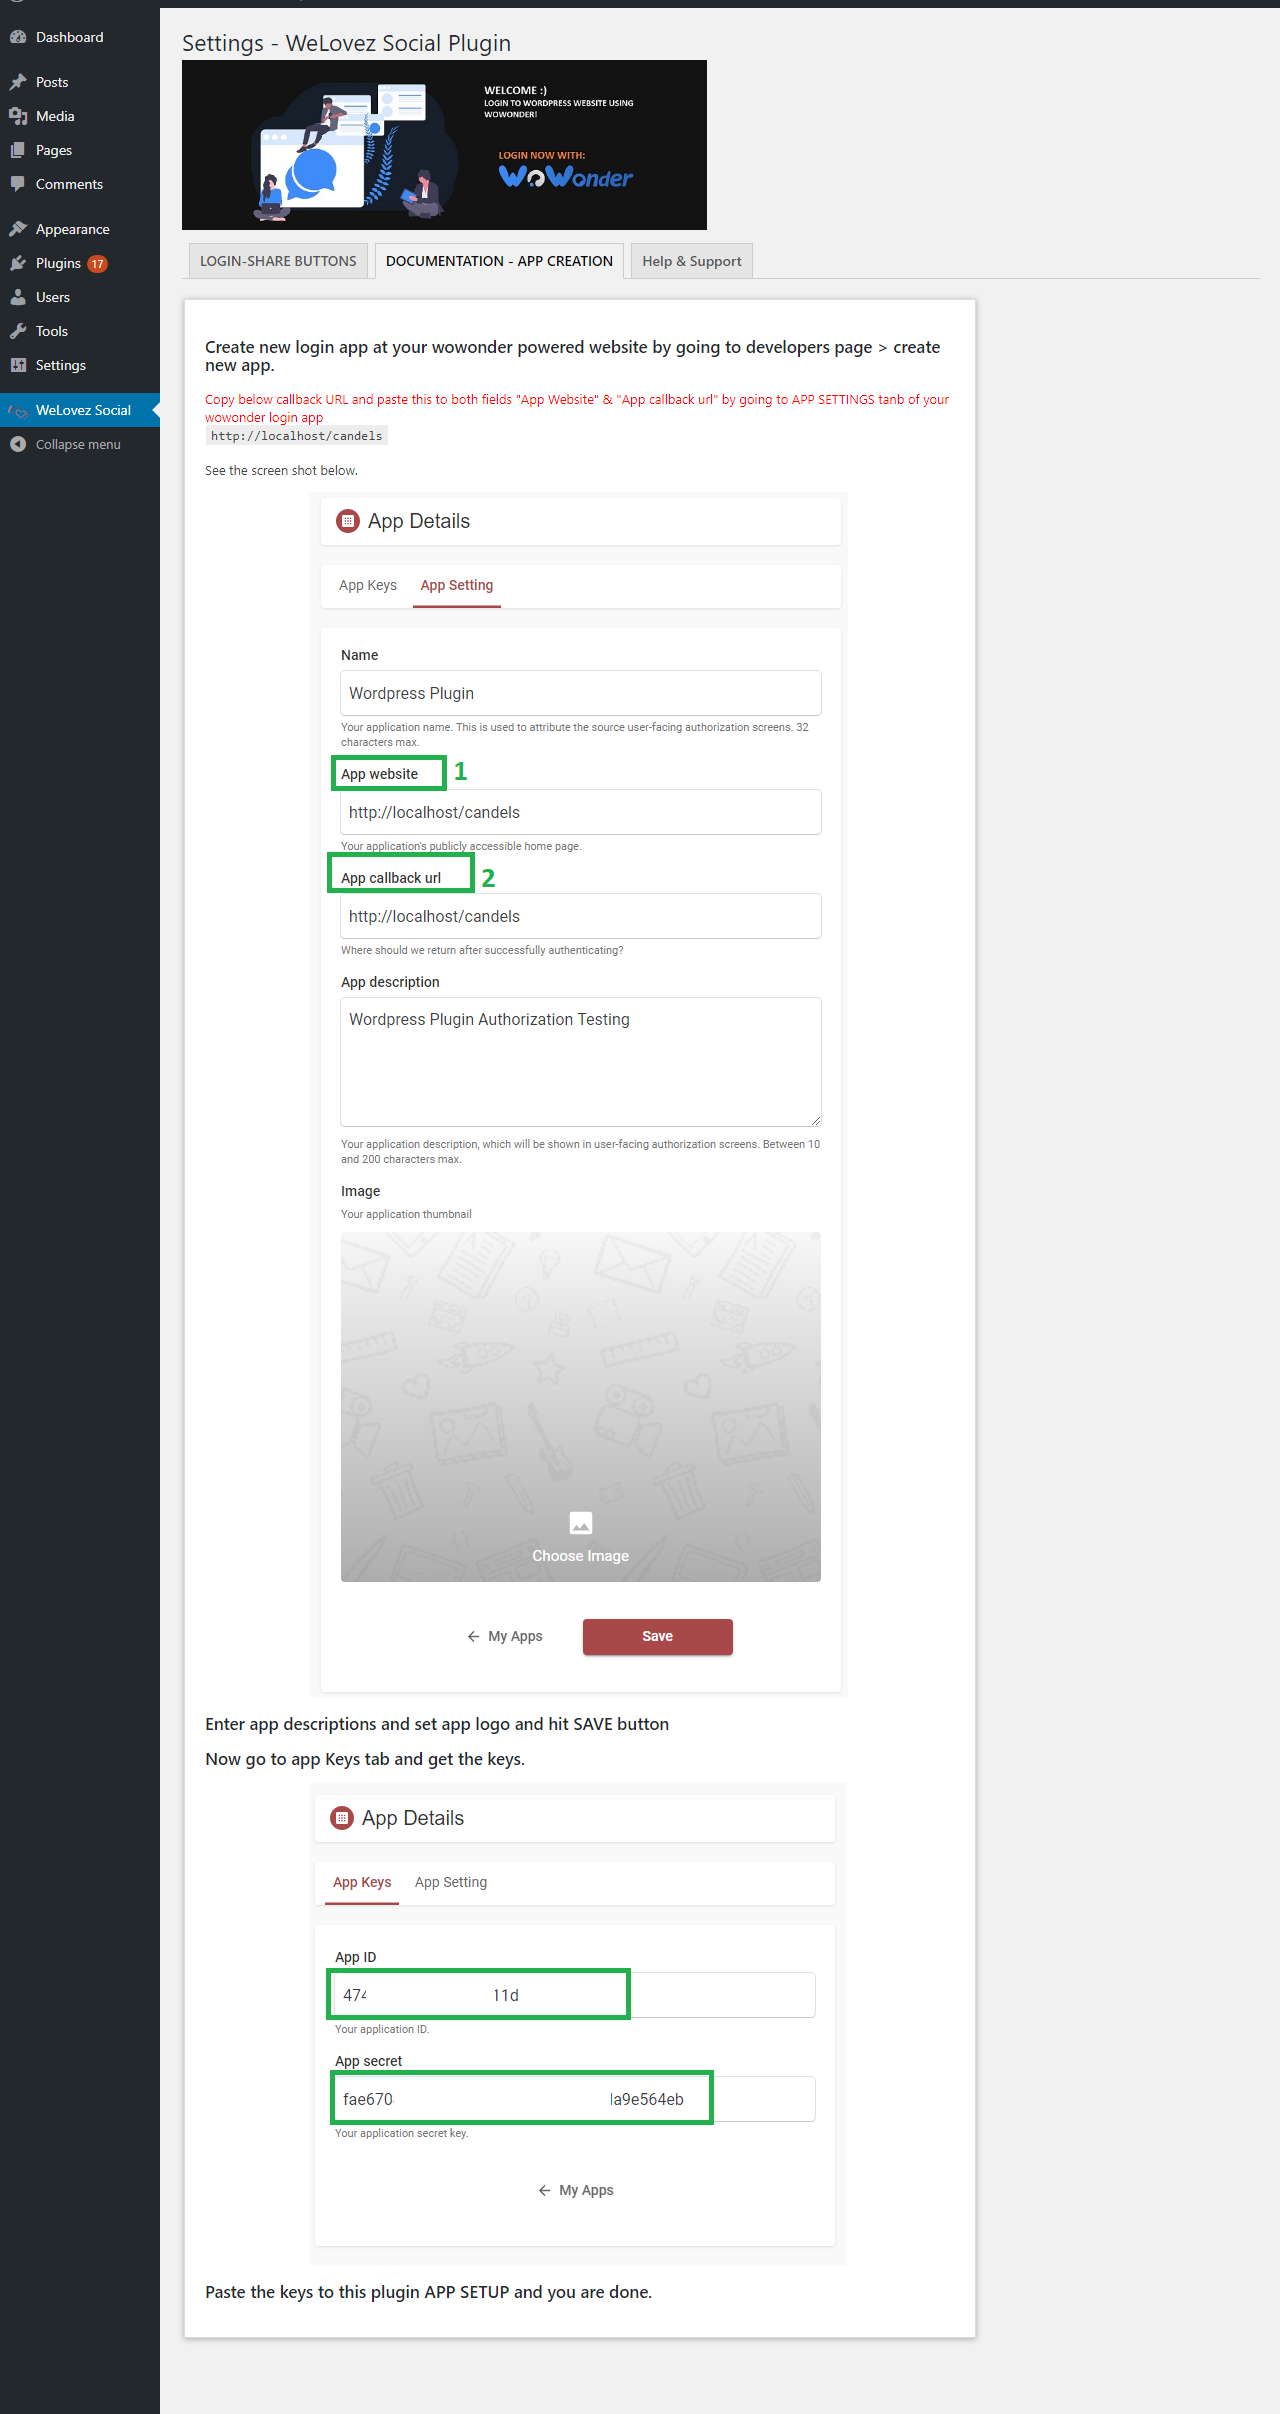 Dashboard
Posts
Media
Pages
Comments
Appearance
Plugins 17
Users
Tools
Settings
WeLovez Social
Collapse menu
Settings - WeLovez Social Plugin
WELCOME :)
LOGIN TO WORDPRESS WEBSITE USING
WOWONDER!
LOGIN NOW WITH:
WoWonder
LOGIN-SHARE BUTTONS
DOCUMENTATION - APP CREATION
Help & Support
Create new login app at your wowonder powered website by going to developers page > create
new app.
Copy below callback URL and paste this to both fields "App Website" & "App callback url" by going to APP SETTINGS tanb of your
wowonder login app
http://localhost/candels
See the screen shot below.
App Details
App Keys App Setting
Name
Wordpress Plugin
Your application name. This is used to attribute the source user-facing authorization screens. 32
characters max.
App website 1
http://localhost/candels
Your application's publicly accessible home page.
App callback url 2
http://localhost/candels
Where should we return after successfully authenticating?
App description
Wordpress Plugin Authorization Testing
Your application description, which will be shown in user-facing authorization screens. Between 10
and 200 characters max.
Image
Your application thumbnail
Choose Image
My Apps
Save
Enter app descriptions and set app logo and hit SAVE button
Now go to app Keys tab and get the keys.
App Details
App Keys App Setting
App ID
474 11d
Your application ID.
App secret
fae670 a9e564eb
Your application secret key.
My Apps
Paste the keys to this plugin APP SETUP and you are done.